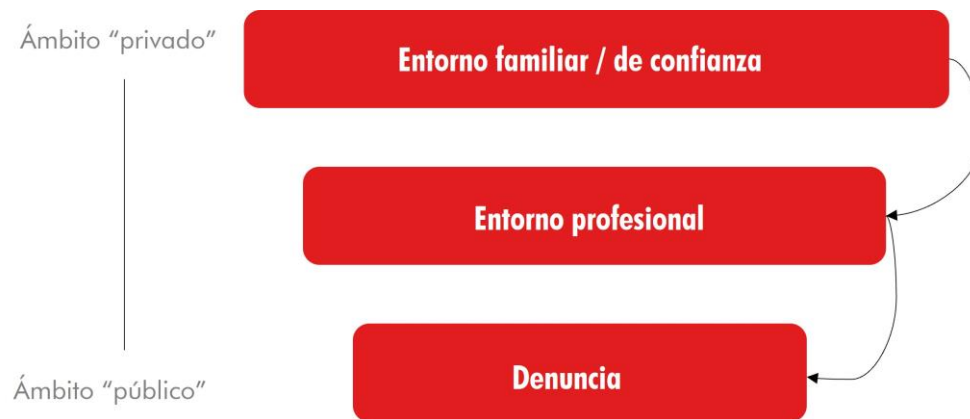 Ámbito “privado”
Entorno familiar / de confianza
Entorno profesional
Denuncia
Ámbito “público”